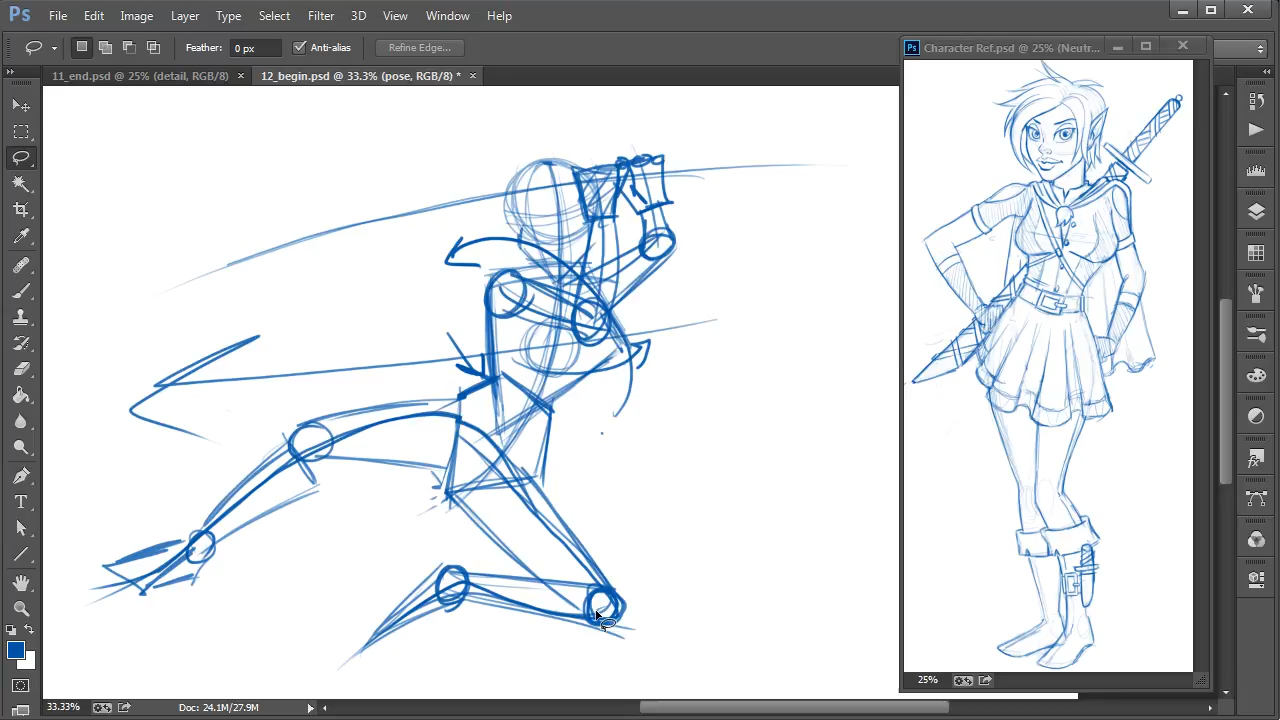 Ps File Edit Image Layer Type Select Filter 3D View Window Help
Feather: 0 px Anti-alias Refine Edge...
Ps Character Ref.psd @ 25% (Neutr...
11_end.psd @ 25% (detail, RGB/8) × 12_begin.psd @ 33.3% (pose, RGB/8) * ×
25%
33.33% Doc: 24.1M/27.9M